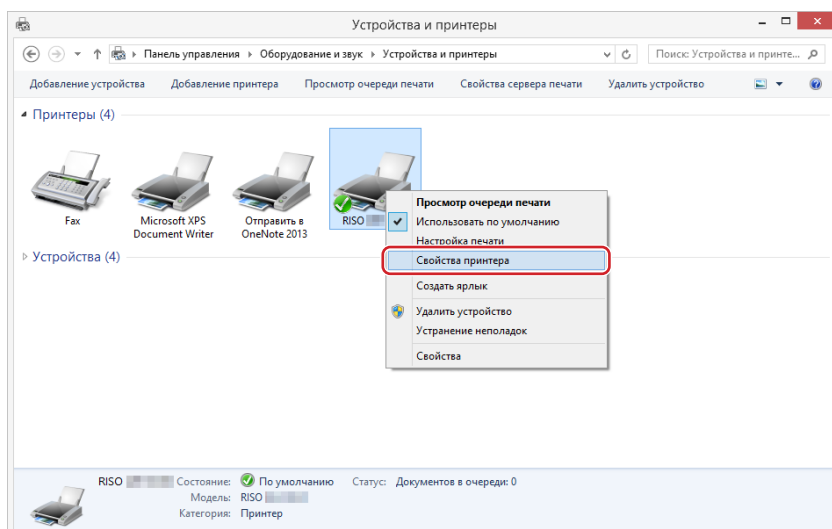 Устройства и принтеры
Панель управления Оборудование и звук Устройства и принтеры Поиск: Устройства и принте...
Добавление устройства Добавление принтера Просмотр очереди печати Свойства сервера печати Удалить устройство
Принтеры (4)
Fax
Microsoft XPS
Document Writer
Отправить в
OneNote 2013
RISO
Просмотр очереди печати
Использовать по умолчанию
Настройка печати
Свойства принтера
Создать ярлык
Удалить устройство
Устранение неполадок
Свойства
Устройства (4)
RISO Состояние: По умолчанию Статус: Документов в очереди: 0
Модель: RISO
Категория: Принтер